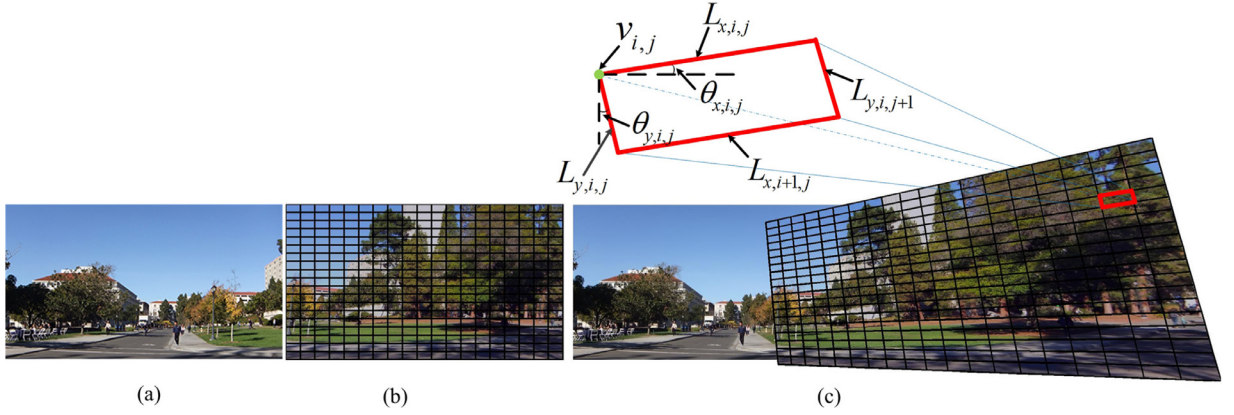 L_{x,i,j}
v_{i,j}
θ_{x,i,j}
L_{y,i,j+1}
θ_{y,i,j}
L_{y,i,j}
L_{x,i+1,j}
(a) (b) (c)